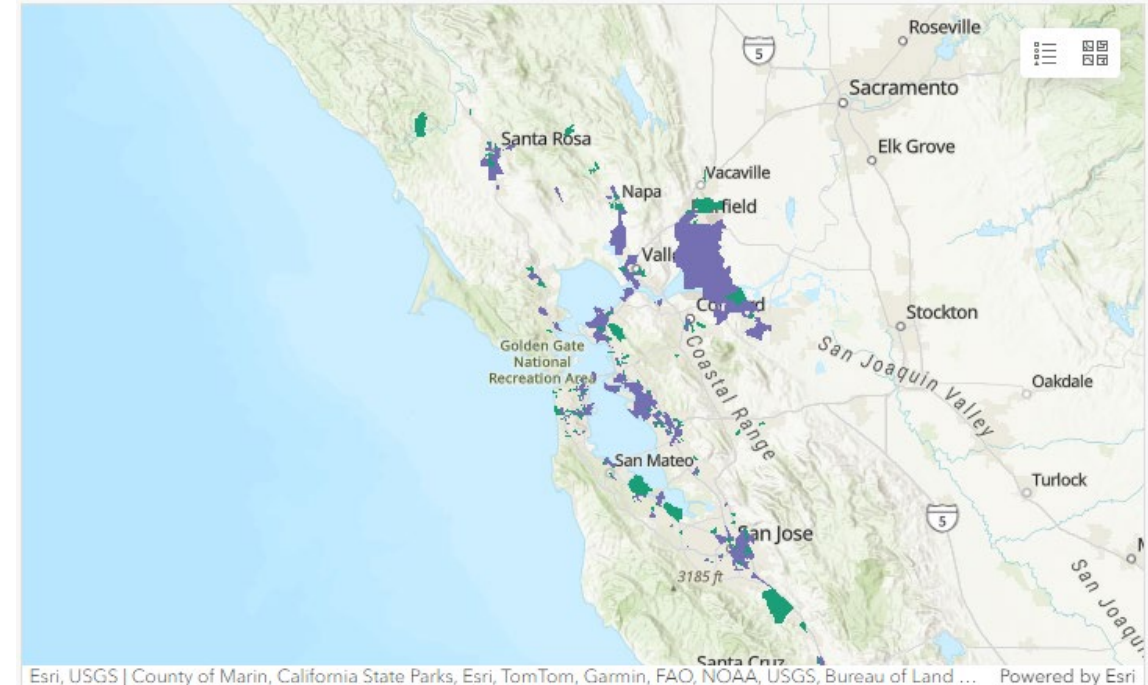 Roseville
5
Sacramento
Santa Rosa
Elk Grove
Vacaville
Napa
field
Vall
Co d
Stockton
Golden Gate
National
Recreation Area
Coastal Range
San Joaquin Valley
Oakdale
San Mateo
Turlock
5
San Jose
3185 ft
San Joaqu
Santa Cruz
Esri, USGS | County of Marin, California State Parks, Esri, TomTom, Garmin, FAO, NOAA, USGS, Bureau of Land ... Powered by Esri